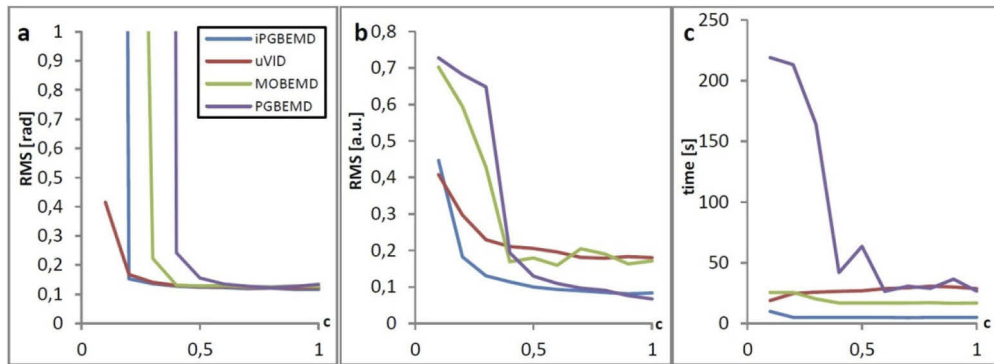 a
RMS [rad]
1
0,9
0,8
0,7
0,6
0,5
0,4
0,3
0,2
0,1
0
iPGBEMD
uVID
MOBEMD
PGBEMD
c
0
0,5
1
b
RMS [a.u.]
0,8
0,7
0,6
0,5
0,4
0,3
0,2
0,1
0
c
0
0,5
1
c
time [s]
250
200
150
100
50
0
c
0
0,5
1